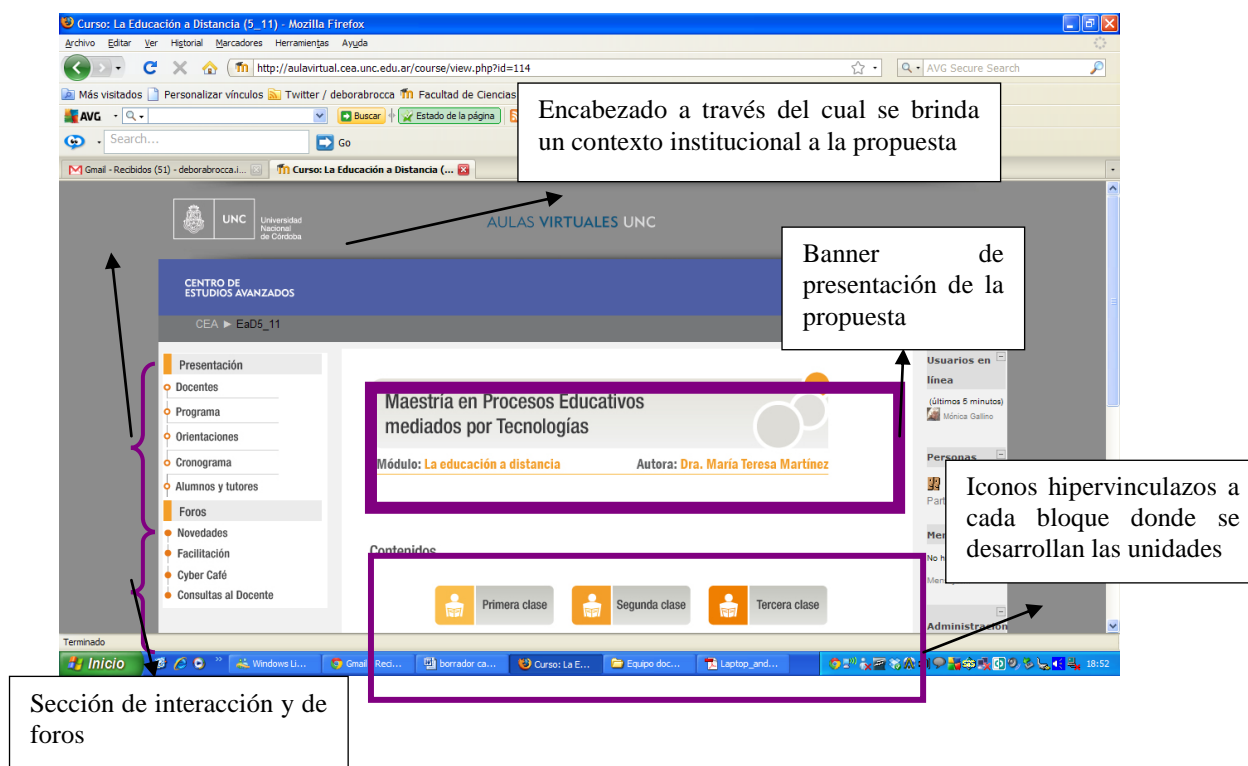 Curso: La Educación a Distancia (5_11) - Mozilla Firefox
Archivo Editar Ver Historial Marcadores Herramientas Ayuda
http://aulavirtual.cea.unc.edu.ar/course/view.php?id=114
AVG Secure Search
Más visitados Personalizar vínculos Twitter / deborabrocca Facultad de Ciencias
AVG Buscar Estado de la página
Search... Go
Gmail - Recibidos (51) - deborabrocca.i... Curso: La Educación a Distancia (...
Encabezado a través del cual se brinda
un contexto institucional a la propuesta
UNC Universidad
Nacional
de Córdoba
AULAS VIRTUALES UNC
Banner de
presentación de la
propuesta
CENTRO DE
ESTUDIOS AVANZADOS
CEA ► EaD5_11
Presentación
Docentes
Programa
Orientaciones
Cronograma
Alumnos y tutores
Foros
Novedades
Facilitación
Cyber Café
Consultas al Docente
Maestría en Procesos Educativos
mediados por Tecnologías
Módulo: La educación a distancia Autora: Dra. María Teresa Martínez
Contenidos
Primera clase Segunda clase Tercera clase
Usuarios en
línea
(últimos 5 minutos)
Mónica Gallino
Personas
Administración
Iconos hipervinculazos a
cada bloque donde se
desarrollan las unidades
Terminado
Inicio Windows Li... Gmail Reci... borrador ca... Curso: La E... Equipo doc... Laptop_and... 18:52
Sección de interacción y de
foros